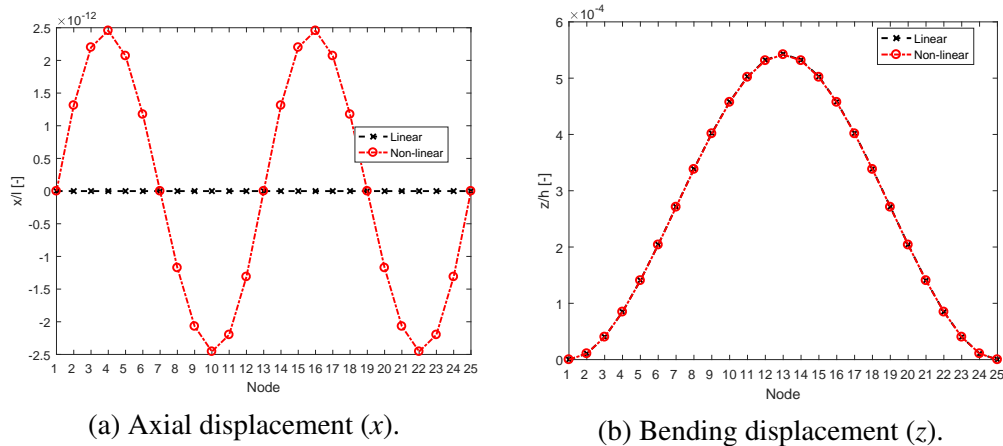 ×10⁻¹²
2.5
2
1.5
1
0.5
0
-0.5
-1
-1.5
-2
-2.5
x/l [-]
1 2 3 4 5 6 7 8 9 10 11 12 13 14 15 16 17 18 19 20 21 22 23 24 25
Node
Linear
Non-linear
(a) Axial displacement (x).
×10⁻⁴
6
5
4
3
2
1
0
z/h [-]
1 2 3 4 5 6 7 8 9 10 11 12 13 14 15 16 17 18 19 20 21 22 23 24 25
Node
Linear
Non-linear
(b) Bending displacement (z).